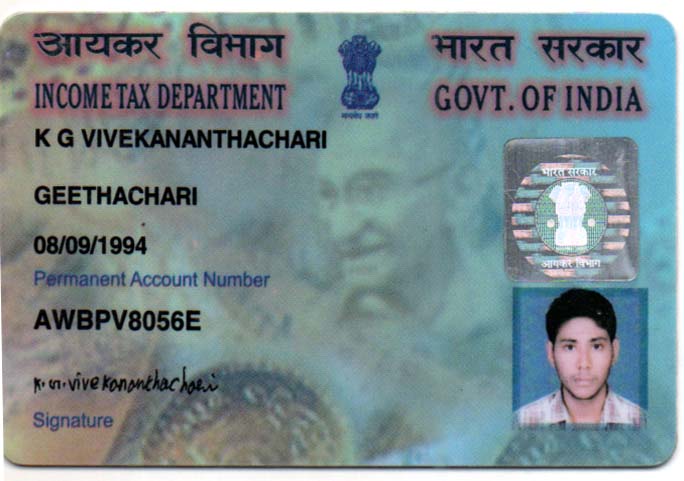 आयकर विभाग
भारत सरकार
INCOME TAX DEPARTMENT
GOVT. OF INDIA
सत्यमेव जयते
K G VIVEKANANTHACHARI
GEETHACHARI
भारत सरकार
आयकर विभाग
08/09/1994
Permanent Account Number
AWBPV8056E
K.G.Vivekananthachari
Signature